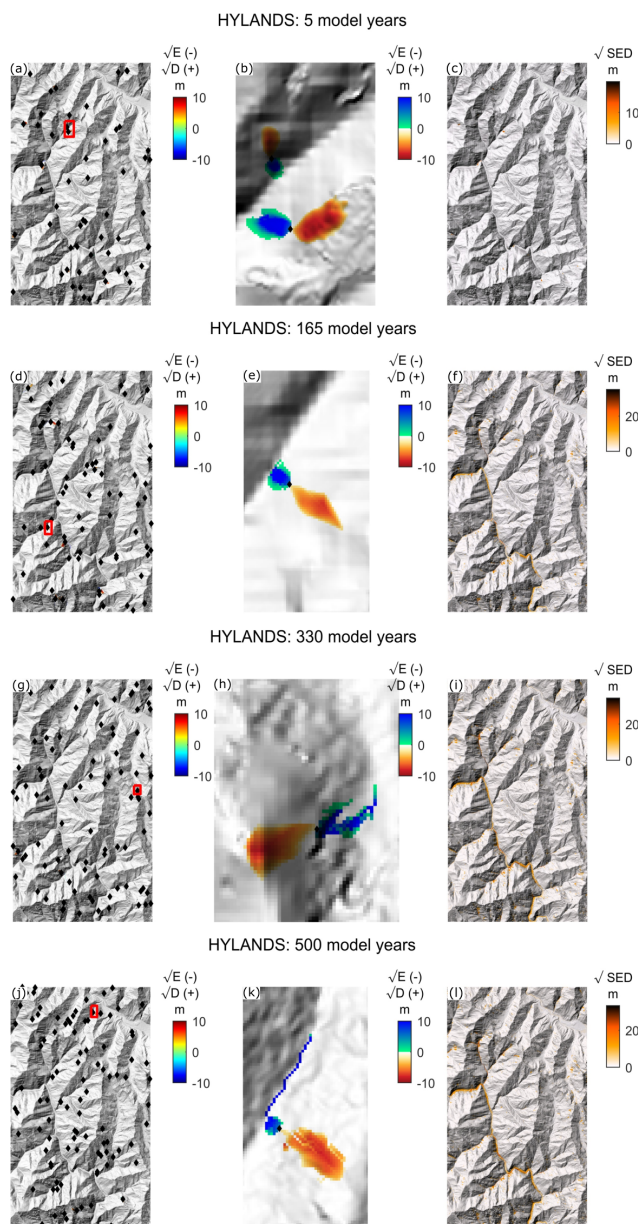 HYLANDS: 5 model years
(a)
√E (-)
√D (+)
m
10
0
-10
(b)
√E (-)
√D (+)
m
10
0
-10
(c)
√ SED
m
20
0
HYLANDS: 165 model years
(d)
√E (-)
√D (+)
m
10
0
-10
(e)
√E (-)
√D (+)
m
10
0
-10
(f)
√ SED
m
20
0
HYLANDS: 330 model years
(g)
√E (-)
√D (+)
m
10
0
-10
(h)
√E (-)
√D (+)
m
10
0
-10
(i)
√ SED
m
20
0
HYLANDS: 500 model years
(j)
√E (-)
√D (+)
m
10
0
-10
(k)
√E (-)
√D (+)
m
10
0
-10
(l)
√ SED
m
20
0